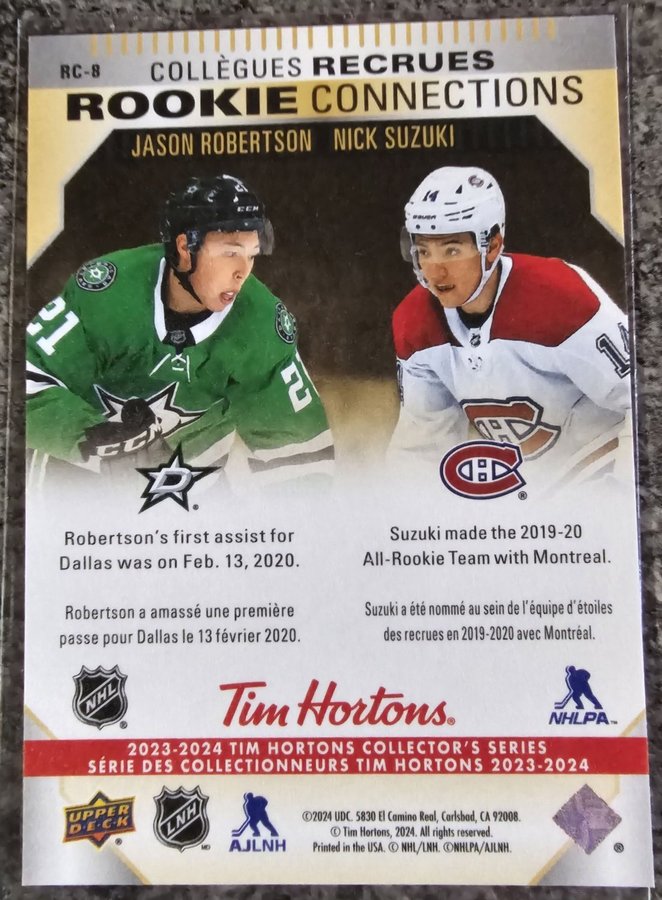 RC-8
COLLÈGUES RECRUES
ROOKIE CONNECTIONS
JASON ROBERTSON NICK SUZUKI
21
21
CCM
CCM
14
BAUER
14
D
CH
Robertson's first assist for
Dallas was on Feb. 13, 2020.
Suzuki made the 2019-20
All-Rookie Team with Montreal.
Robertson a amassé une première
passe pour Dallas le 13 février 2020.
Suzuki a été nommé au sein de l'équipe d'étoiles
des recrues en 2019-2020 avec Montréal.
NHL
Tim Hortons®
NHLPA™
2023-2024 TIM HORTONS COLLECTOR'S SERIES
SÉRIE DES COLLECTIONNEURS TIM HORTONS 2023-2024
UPPER
D·E·C·K
LNH
AJLNH
©2024 UDC. 5830 El Camino Real, Carlsbad, CA 92008.
© Tim Hortons, 2024. All rights reserved.
Printed in the USA. © NHL/LNH. ©NHLPA/AJLNH.